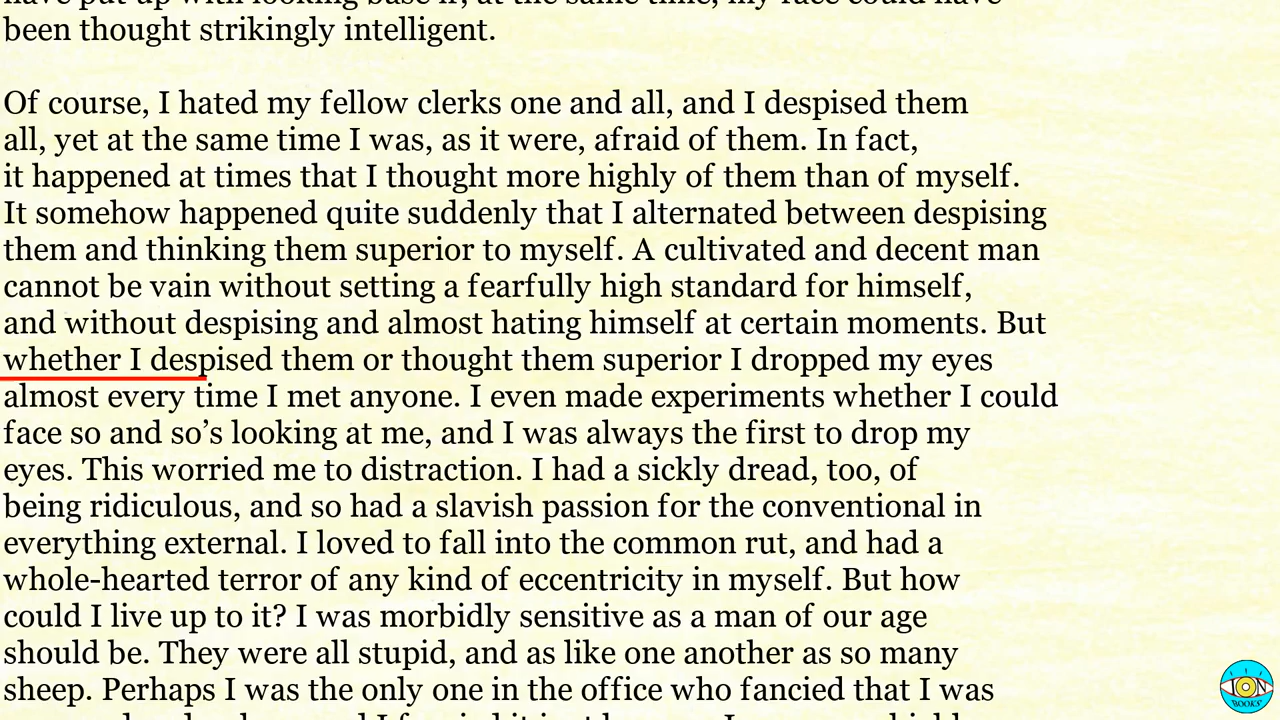 been thought strikingly intelligent.
Of course, I hated my fellow clerks one and all, and I despised them
all, yet at the same time I was, as it were, afraid of them. In fact,
it happened at times that I thought more highly of them than of myself.
It somehow happened quite suddenly that I alternated between despising
them and thinking them superior to myself. A cultivated and decent man
cannot be vain without setting a fearfully high standard for himself,
and without despising and almost hating himself at certain moments. But
whether I despised them or thought them superior I dropped my eyes
almost every time I met anyone. I even made experiments whether I could
face so and so’s looking at me, and I was always the first to drop my
eyes. This worried me to distraction. I had a sickly dread, too, of
being ridiculous, and so had a slavish passion for the conventional in
everything external. I loved to fall into the common rut, and had a
whole-hearted terror of any kind of eccentricity in myself. But how
could I live up to it? I was morbidly sensitive as a man of our age
should be. They were all stupid, and as like one another as so many
sheep. Perhaps I was the only one in the office who fancied that I was
ION
BOOKS